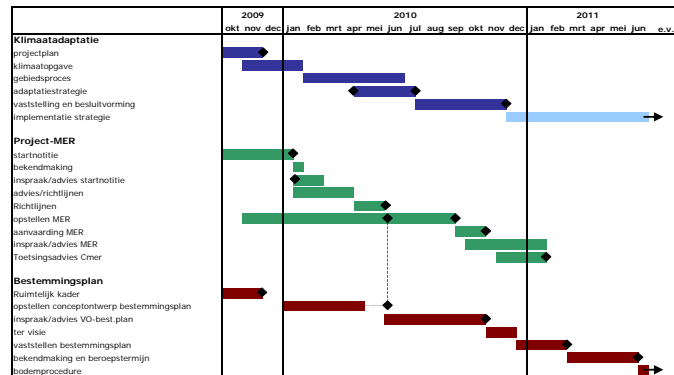 2009 2010 2011
okt nov dec jan feb mrt apr mei jun jul aug sep okt nov dec jan feb mrt apr mei jun e.v.
Klimaatadaptatie
projectplan
klimaatopgave
gebiedsproces
adaptatiestrategie
vaststelling en besluitvorming
implementatie strategie
Project-MER
startnotitie
bekendmaking
inspraak/advies startnotitie
advies/richtlijnen
Richtlijnen
opstellen MER
aanvaarding MER
inspraak/advies MER
Toetsingsadvies Cmer
Bestemmingsplan
Ruimtelijk kader
opstellen conceptontwerp bestemmingsplan
inspraak/advies VO-best.plan
ter visie
vaststellen bestemmingsplan
bekendmaking en beroepstermijn
bodemprocedure